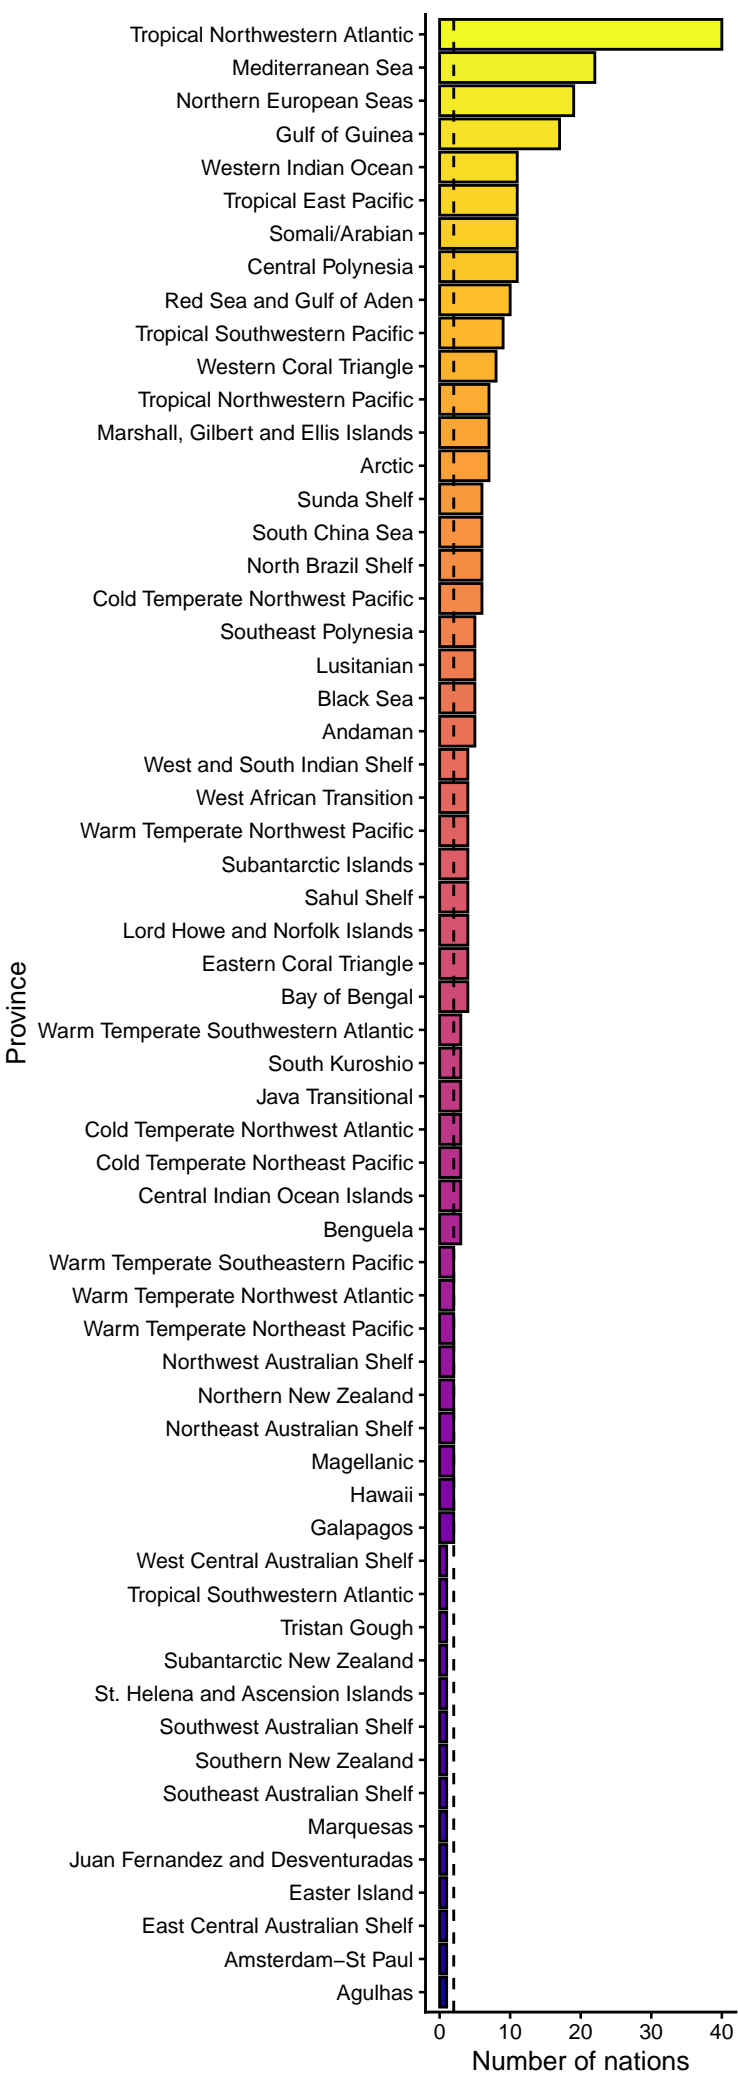 Tropical Northwestern Atlantic
Mediterranean Sea
Northern European Seas
Gulf of Guinea
Western Indian Ocean
Tropical East Pacific
Somali/Arabian
Central Polynesia
Red Sea and Gulf of Aden
Tropical Southwestern Pacific
Western Coral Triangle
Tropical Northwestern Pacific
Marshall, Gilbert and Ellis Islands
Arctic
Sunda Shelf
South China Sea
North Brazil Shelf
Cold Temperate Northwest Pacific
Southeast Polynesia
Lusitanian
Black Sea
Andaman
West and South Indian Shelf
West African Transition
Warm Temperate Northwest Pacific
Subantarctic Islands
Sahul Shelf
Lord Howe and Norfolk Islands
Eastern Coral Triangle
Bay of Bengal
Warm Temperate Southwestern Atlantic
South Kuroshio
Java Transitional
Cold Temperate Northwest Atlantic
Cold Temperate Northeast Pacific
Central Indian Ocean Islands
Benguela
Warm Temperate Southeastern Pacific
Warm Temperate Northwest Atlantic
Warm Temperate Northeast Pacific
Northwest Australian Shelf
Northern New Zealand
Northeast Australian Shelf
Magellanic
Hawaii
Galapagos
West Central Australian Shelf
Tropical Southwestern Atlantic
Tristan Gough
Subantarctic New Zealand
St. Helena and Ascension Islands
Southwest Australian Shelf
Southern New Zealand
Southeast Australian Shelf
Marquesas
Juan Fernandez and Desventuradas
Easter Island
East Central Australian Shelf
Amsterdam−St Paul
Agulhas
Province
0 10 20 30 40
Number of nations